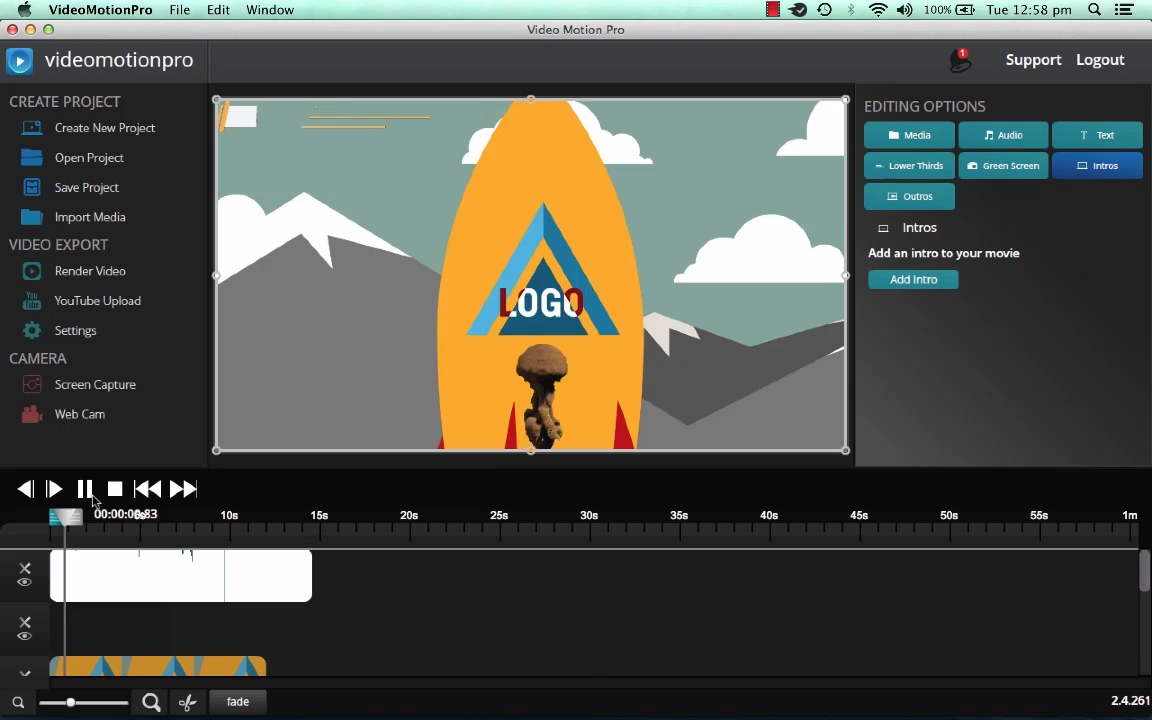 VideoMotionPro File Edit Window 100% Tue 12:58 pm
Video Motion Pro
videomotionpro 1 Support Logout
CREATE PROJECT
Create New Project
Open Project
Save Project
Import Media
VIDEO EXPORT
Render Video
You Tube YouTube Upload
Settings
CAMERA
Screen Capture
Web Cam
LOGO
EDITING OPTIONS
Media Audio T Text
Lower Thirds Green Screen Intros
Outros
Intros
Add an intro to your movie
Add Intro
10s 15s 20s 25s 30s 35s 40s 45s 50s 55s 1m
fade 2.4.261